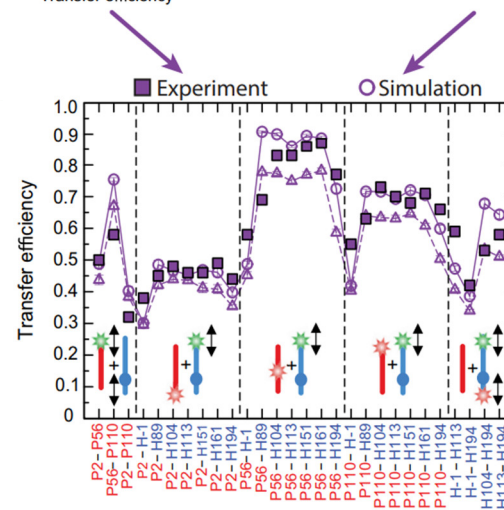 Transfer efficiency
Experiment
Simulation
Transfer efficiency
1.0
0.9
0.8
0.7
0.6
0.5
0.4
0.3
0.2
0.1
0
+
+
+
+
+
P2–P56
P56–P110
P2–P110
P2–H-1
P2–H89
P2–H104
P2–H113
P2–H151
P2–H161
P2–H194
P56–H-1
P56–H89
P56–H104
P56–H113
P56–H151
P56–H161
P56–H194
P110–H-1
P110–H89
P110–H104
P110–H113
P110–H151
P110–H161
P110–H194
H-1–H113
H-1–H194
H104–H194
H113–H194